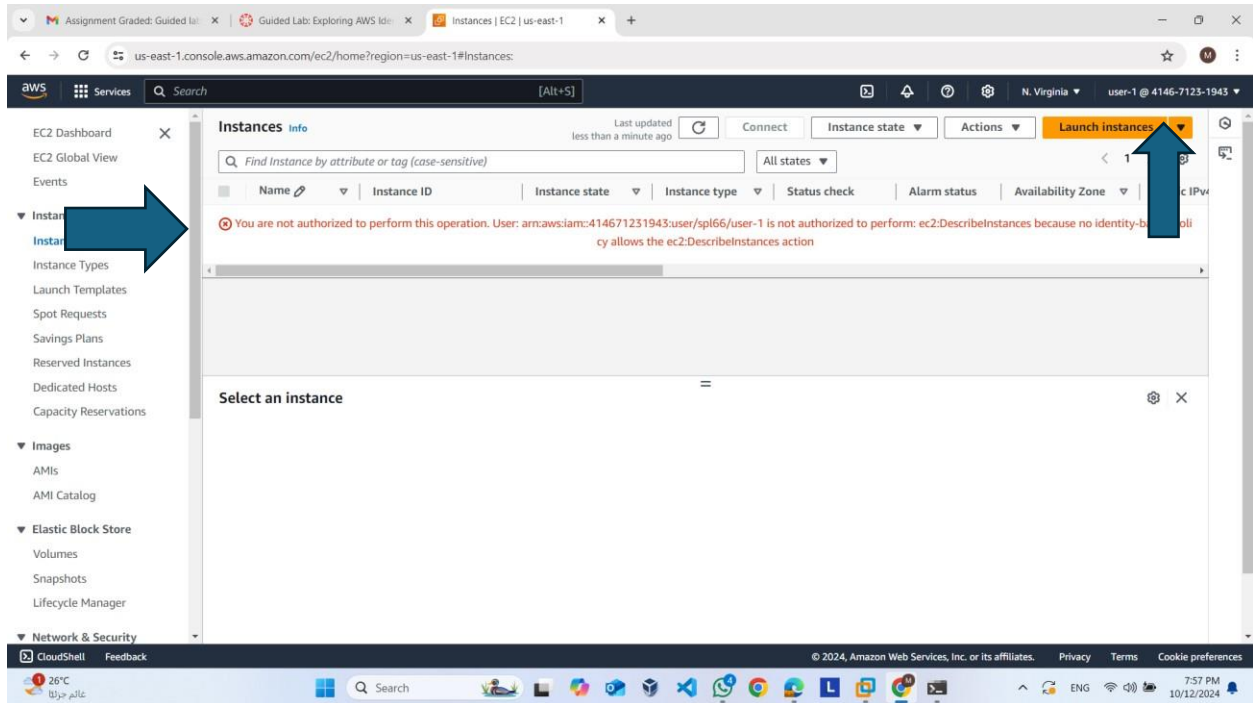 Assignment Graded: Guided lab
Guided Lab: Exploring AWS Ide
Instances | EC2 | us-east-1
us-east-1.console.aws.amazon.com/ec2/home?region=us-east-1#Instances:
M
aws
Services
Search
[Alt+S]
N. Virginia
user-1 @ 4146-7123-1943
EC2 Dashboard
EC2 Global View
Events
Instances
Instance Types
Launch Templates
Spot Requests
Savings Plans
Reserved Instances
Dedicated Hosts
Capacity Reservations
Images
AMIs
AMI Catalog
Elastic Block Store
Volumes
Snapshots
Lifecycle Manager
Network & Security
Instances Info
Last updated
less than a minute ago
Connect
Instance state
Actions
Launch instances
Find Instance by attribute or tag (case-sensitive)
All states
1
Name
Instance ID
Instance state
Instance type
Status check
Alarm status
Availability Zone
You are not authorized to perform this operation. User: arn:aws:iam::414671231943:user/spl66/user-1 is not authorized to perform: ec2:DescribeInstances because no identity-ba oli
cy allows the ec2:DescribeInstances action
Select an instance
CloudShell
Feedback
© 2024, Amazon Web Services, Inc. or its affiliates.
Privacy
Terms
Cookie preferences
1
26°C
غائم جزئيًا
Search
L
ENG
7:57 PM
10/12/2024